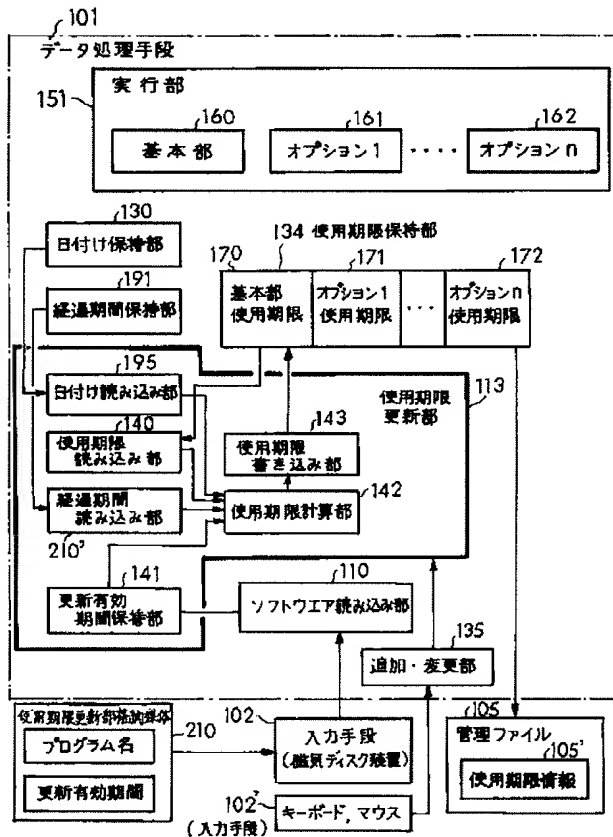 101
データ処理手段
151
実行部
160
基本部
161
オプション1
‥‥
162
オプションn
130
日付け保持部
191
経過期間保持部
134 使用期限保持部
170
基本部
使用期限
171
オプション1
使用期限
‥‥
172
オプションn
使用期限
195
日付け読み込み部
140
使用期限
読み込み部
経過期間
読み込み部
210'
143
使用期限
書き込み部
142
使用期限計算部
使用期限
更新部
113
141
更新有効
期間保持部
110
ソフトウエア読み込み部
135
追加・変更部
使用期限更新部格納媒体
210
プログラム名
更新有効期間
102
入力手段
(磁気ディスク装置)
102'
キーボード,マウス
(入力手段)
105
管理ファイル
105'
使用期限情報